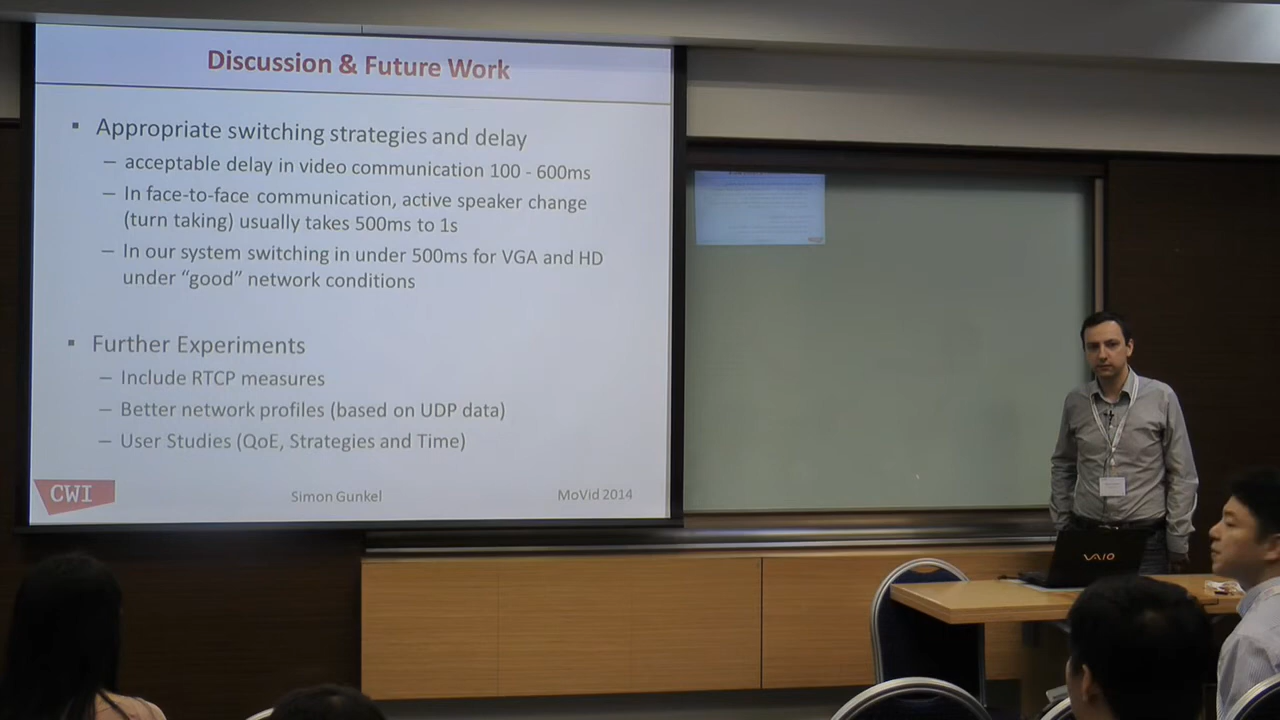 Discussion & Future Work
▪ Appropriate switching strategies and delay
– acceptable delay in video communication 100 - 600ms
– In face-to-face communication, active speaker change
(turn taking) usually takes 500ms to 1s
– In our system switching in under 500ms for VGA and HD
under “good” network conditions
▪ Further Experiments
– Include RTCP measures
– Better network profiles (based on UDP data)
– User Studies (QoE, Strategies and Time)
CWI
Simon Gunkel
MoVid 2014
VAIO